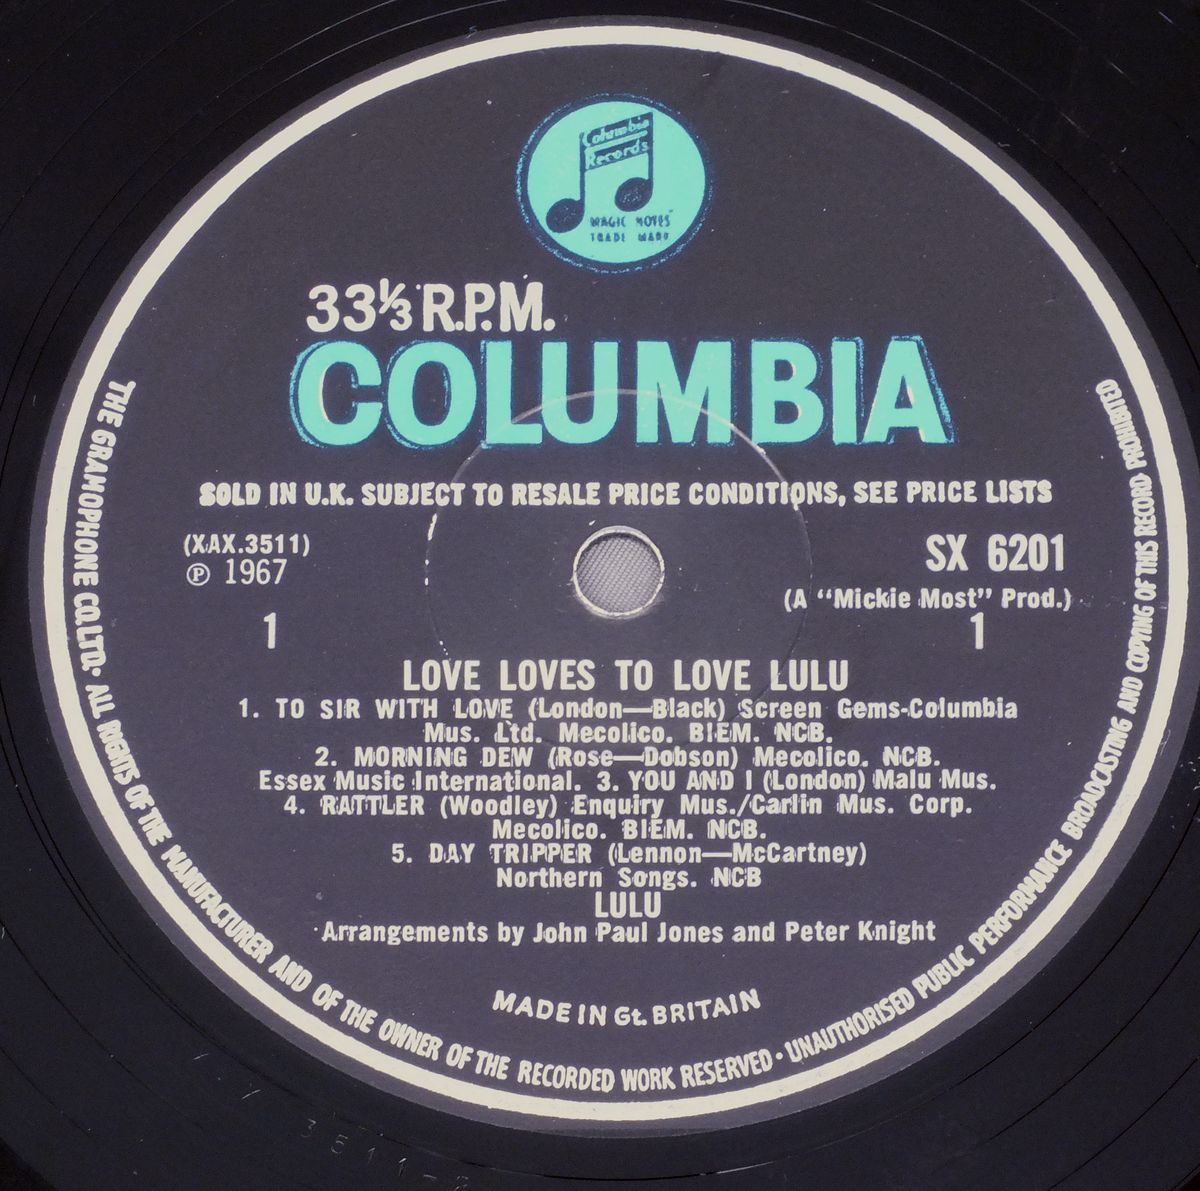 Columbia
Records
MAGIC NOTES
TRADE MARK
33⅓ R.P.M.
COLUMBIA
SOLD IN U.K. SUBJECT TO RESALE PRICE CONDITIONS, SEE PRICE LISTS
(XAX.3511)
℗ 1967
1
SX 6201
(A "Mickie Most" Prod.)
1
LOVE LOVES TO LOVE LULU
1. TO SIR WITH LOVE (London—Black) Screen Gems-Columbia
Mus. Ltd. Mecolico. BIEM. NCB.
2. MORNING DEW (Rose—Dobson) Mecolico. NCB.
Essex Music International. 3. YOU AND I (London) Malu Mus.
4. RATTLER (Woodley) Enquiry Mus./Carlin Mus. Corp.
Mecolico. BIEM. NCB.
5. DAY TRIPPER (Lennon—McCartney)
Northern Songs. NCB
LULU
Arrangements by John Paul Jones and Peter Knight
MADE IN Gt. BRITAIN
THE GRAMOPHONE CO. LTD. · ALL RIGHTS OF THE MANUFACTURER AND OF THE OWNER OF THE RECORDED WORK RESERVED · UNAUTHORISED PUBLIC PERFORMANCE BROADCASTING AND COPYING OF THIS RECORD PROHIBITED